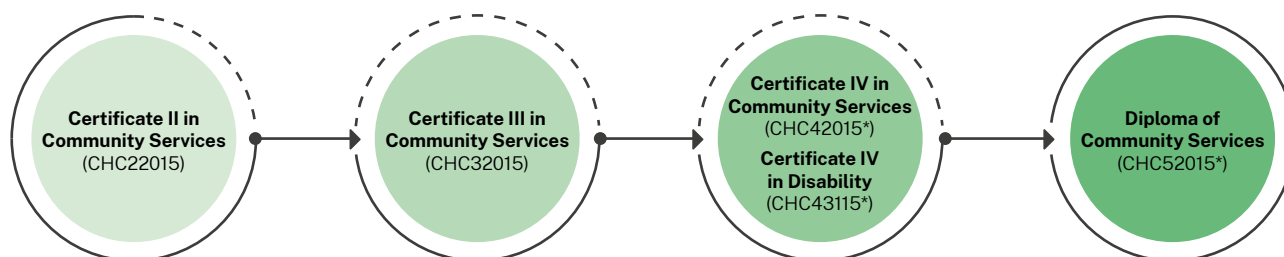 Certificate II in
Community Services
(CHC22015)
Certificate III in
Community Services
(CHC32015)
Certificate IV in
Community Services
(CHC42015*)
Certificate IV
in Disability
(CHC43115*)
Diploma of
Community Services
(CHC52015*)